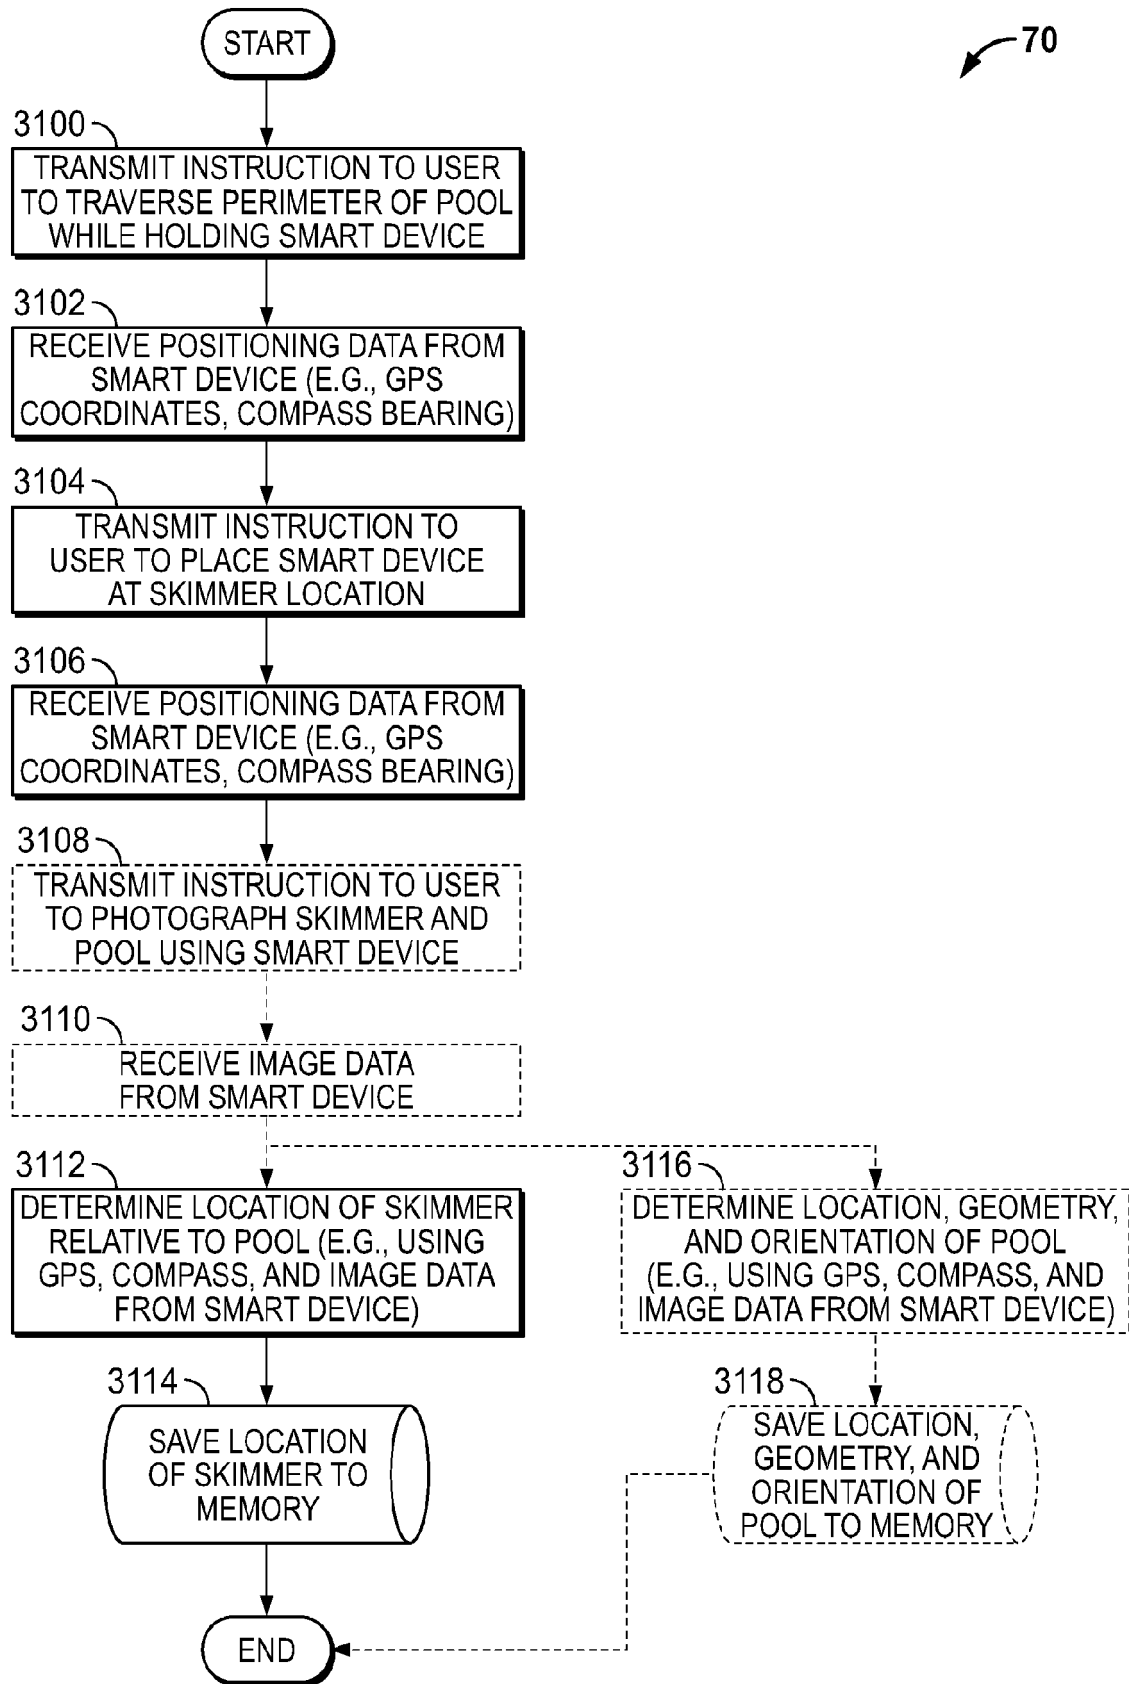 START
70
3100
TRANSMIT INSTRUCTION TO USER
TO TRAVERSE PERIMETER OF POOL
WHILE HOLDING SMART DEVICE
3102
RECEIVE POSITIONING DATA FROM
SMART DEVICE (E.G., GPS
COORDINATES, COMPASS BEARING)
3104
TRANSMIT INSTRUCTION TO
USER TO PLACE SMART DEVICE
AT SKIMMER LOCATION
3106
RECEIVE POSITIONING DATA FROM
SMART DEVICE (E.G., GPS
COORDINATES, COMPASS BEARING)
3108
TRANSMIT INSTRUCTION TO USER
TO PHOTOGRAPH SKIMMER AND
POOL USING SMART DEVICE
3110
RECEIVE IMAGE DATA
FROM SMART DEVICE
3112
DETERMINE LOCATION OF SKIMMER
RELATIVE TO POOL (E.G., USING
GPS, COMPASS, AND IMAGE DATA
FROM SMART DEVICE)
3116
DETERMINE LOCATION, GEOMETRY,
AND ORIENTATION OF POOL
(E.G., USING GPS, COMPASS, AND
IMAGE DATA FROM SMART DEVICE)
3114
SAVE LOCATION
OF SKIMMER TO
MEMORY
3118
SAVE LOCATION,
GEOMETRY, AND
ORIENTATION OF
POOL TO MEMORY
END